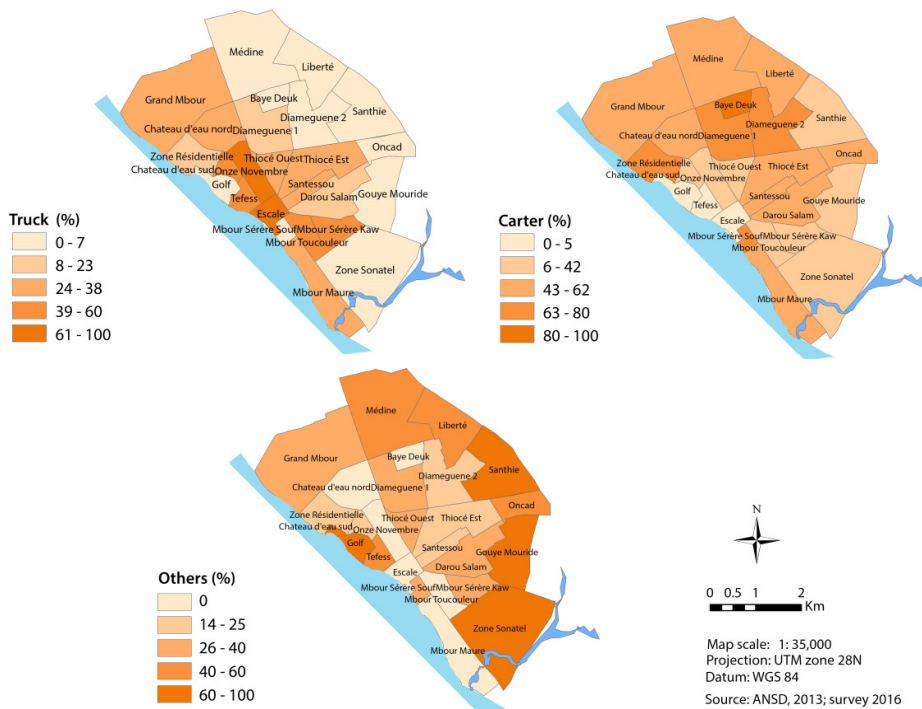 Médine
Liberté
Grand Mbour
Baye Deuk
Santhie
Diameguene 2
Chateau d'eau nord
Diameguene 1
Oncad
Zone Résidentielle
Thiocé Ouest
Thiocé Est
Chateau d'eau sud
Onze Novembre
Golf
Santessou
Gouye Mouride
Tefess
Darou Salam
Escale
Mbour Sérère Souf
Mbour Sérère Kaw
Mbour Toucouleur
Zone Sonatel
Mbour Maure
Truck (%)
0 - 7
8 - 23
24 - 38
39 - 60
61 - 100
Médine
Liberté
Grand Mbour
Baye Deuk
Santhie
Diameguene 2
Chateau d'eau nord
Diameguene 1
Oncad
Zone Résidentielle
Thiocé Ouest
Thiocé Est
Chateau d'eau sud
Onze Novembre
Golf
Santessou
Gouye Mouride
Tefess
Darou Salam
Escale
Mbour Sérère Souf
Mbour Sérère Kaw
Mbour Toucouleur
Zone Sonatel
Mbour Maure
Carter (%)
0 - 5
6 - 42
43 - 62
63 - 80
80 - 100
Médine
Liberté
Grand Mbour
Baye Deuk
Santhie
Diameguene 2
Chateau d'eau nord
Diameguene 1
Oncad
Zone Résidentielle
Thiocé Ouest
Thiocé Est
Chateau d'eau sud
Onze Novembre
Golf
Santessou
Gouye Mouride
Tefess
Darou Salam
Escale
Mbour Sérère Souf
Mbour Sérère Kaw
Mbour Toucouleur
Zone Sonatel
Mbour Maure
Others (%)
0
14 - 25
26 - 40
40 - 60
60 - 100
N
0 0.5 1 2
Km
Map scale: 1: 35,000
Projection: UTM zone 28N
Datum: WGS 84
Source: ANSD, 2013; survey 2016